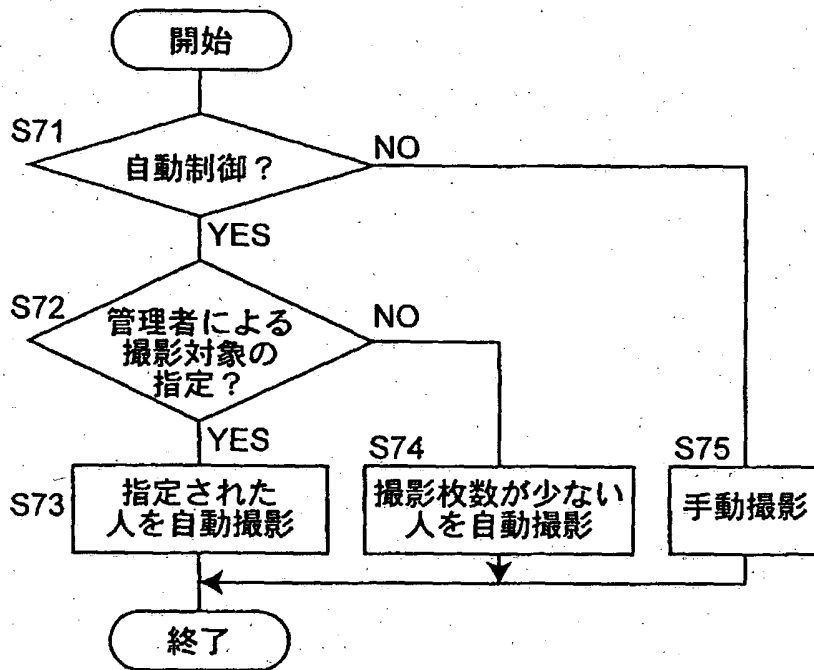 開始
S71
自動制御？
NO
YES
S72
管理者による
撮影対象の
指定？
NO
YES
S73
指定された
人を自動撮影
S74
撮影枚数が少ない
人を自動撮影
S75
手動撮影
終了